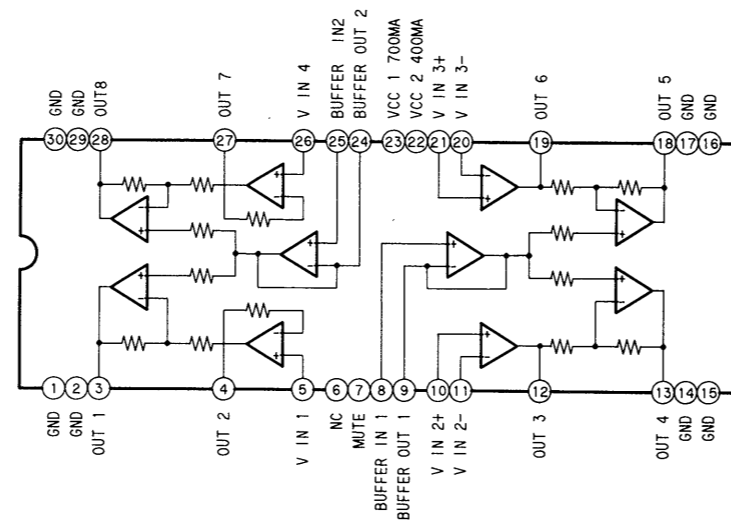 GND
GND
OUT8
OUT 7
V IN 4
BUFFER IN2
BUFFER OUT 2
VCC 1 700MA
VCC 2 400MA
V IN 3+
V IN 3-
OUT 6
OUT 5
GND
GND
30 29 28 27 26 25 24 23 22 21 20 19 18 17 16
1 2 3 4 5 6 7 8 9 10 11 12 13 14 15
GND
GND
OUT 1
OUT 2
V IN 1
NC
MUTE
BUFFER IN 1
BUFFER OUT 1
V IN 2+
V IN 2-
OUT 3
OUT 4
GND
GND